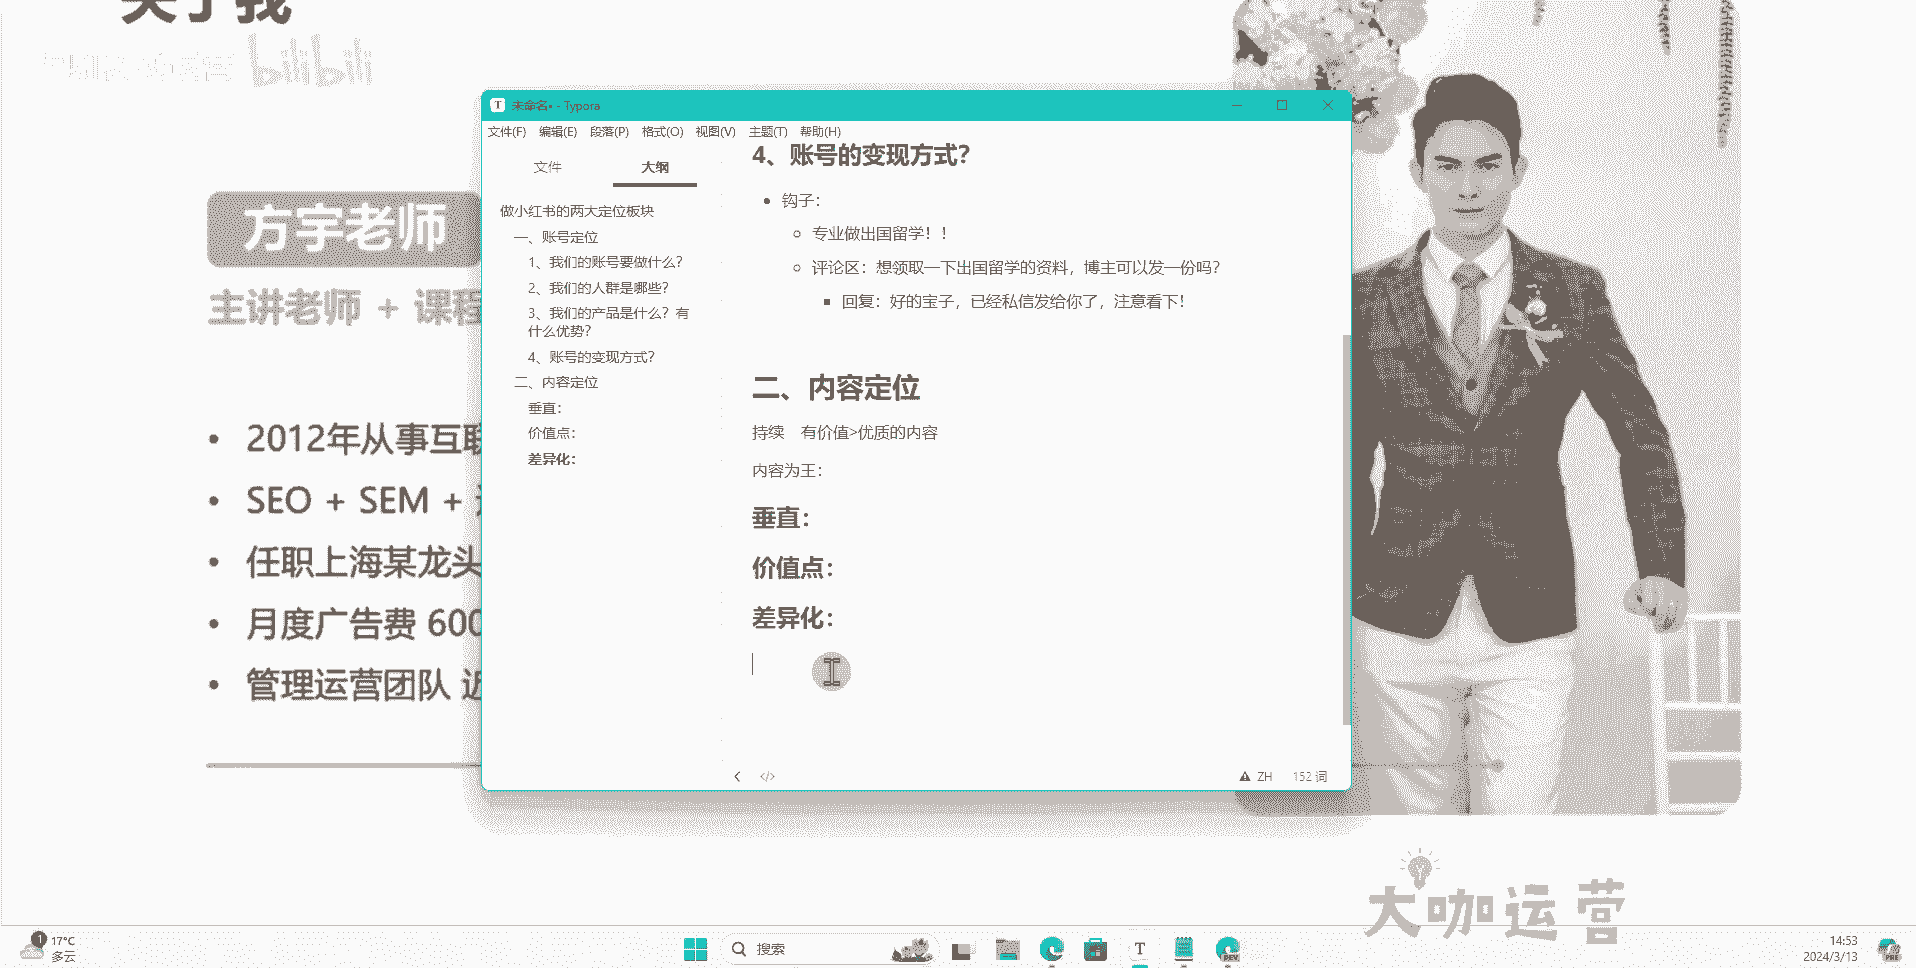 关于我
bilibili
方宇老师
主讲老师 + 课程
2012年从事互联
SEO + SEM +
任职上海某龙头
月度广告费 600
管理运营团队 近
未命名• - Typora
文件(F) 编辑(E) 段落(P) 格式(O) 视图(V) 主题(T) 帮助(H)
文件 大纲
做小红书的两大定位板块
一、账号定位
1、我们的账号要做什么？
2、我们的人群是哪些？
3、我们的产品是什么？有
什么优势？
4、账号的变现方式？
二、内容定位
垂直：
价值点：
差异化：
4、账号的变现方式？
钩子：
专业做出国留学！！
评论区：想领取一下出国留学的资料，博主可以发一份吗？
回复：好的宝子，已经私信发给你了，注意看下！
二、内容定位
持续 有价值>优质的内容
内容为王：
垂直：
价值点：
差异化：
</> ZH 152 词
大咖运营
1
17°C
多云
搜索
T
DEV
14:53
2024/3/13
PRE